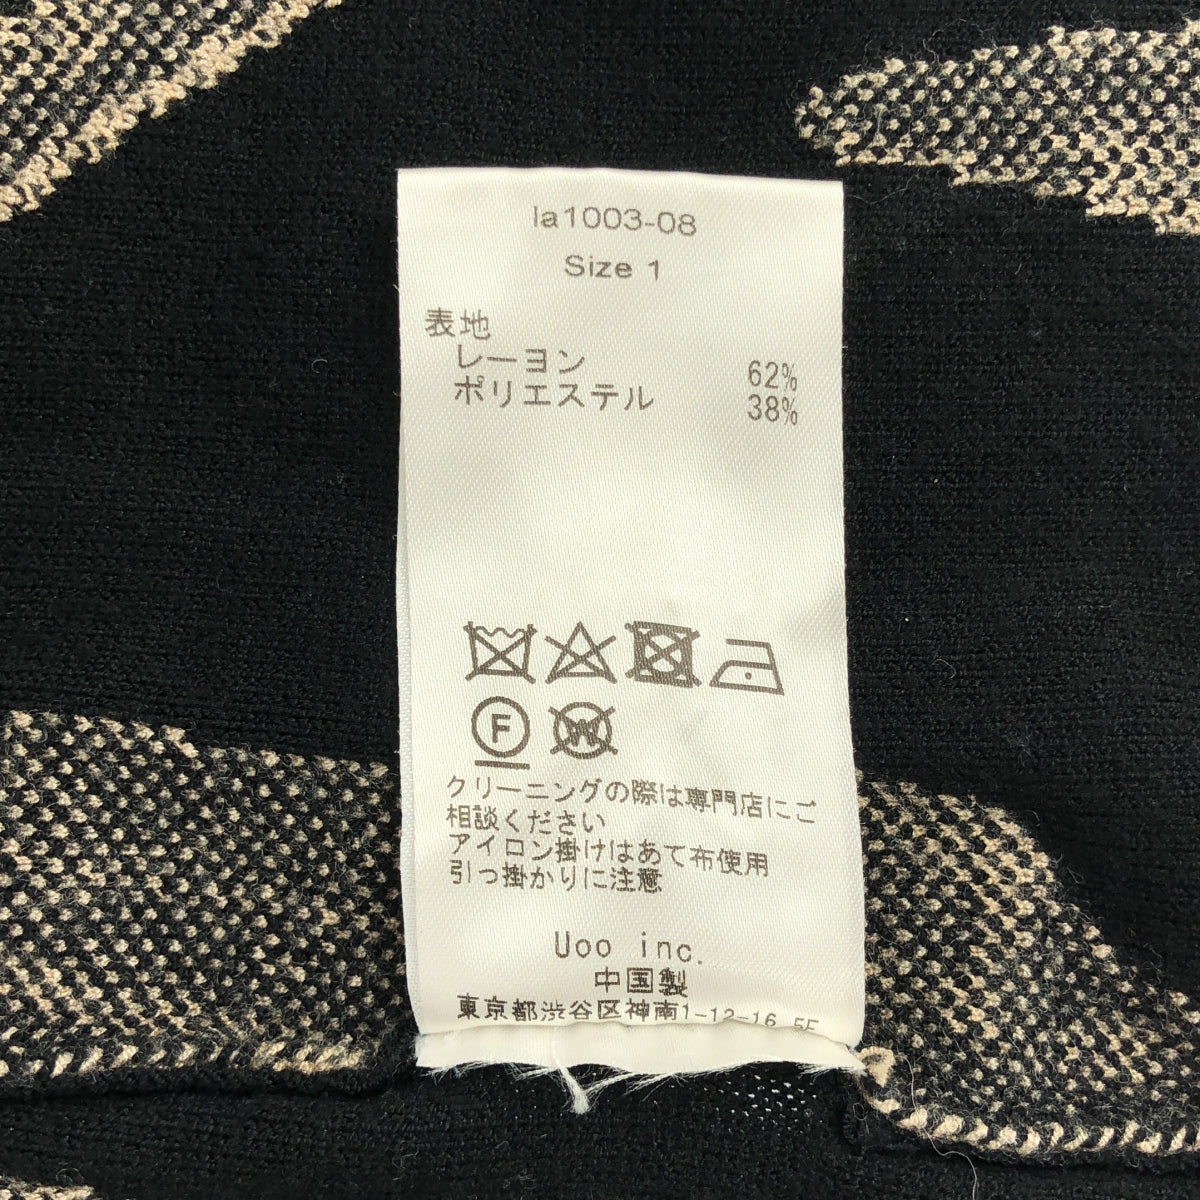 la1003-08
Size 1
表地
レーヨン 62%
ポリエステル 38%
F W
クリーニングの際は専門店にご
相談ください
アイロン掛けはあて布使用
引っ掛かりに注意
Uoo inc.
中国製
東京都渋谷区神南1-12-16 5F